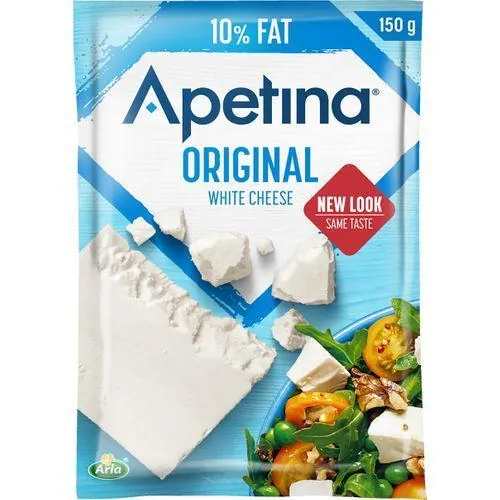 10% FAT
150 g
Apetina®
ORIGINAL
WHITE CHEESE
NEW LOOK
SAME TASTE
Arla